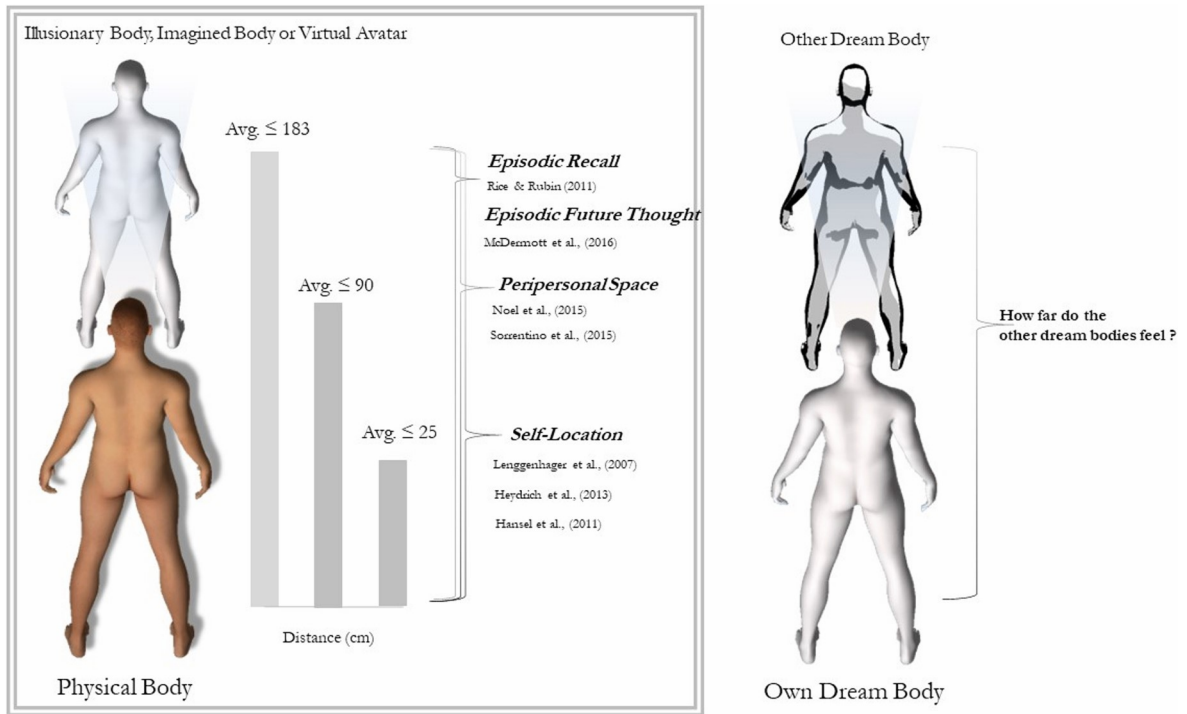 Illusionary Body, Imagined Body or Virtual Avatar
Avg. ≤ 183
Avg. ≤ 90
Avg. ≤ 25
Distance (cm)
Physical Body
Episodic Recall
Rice & Rubin (2011)
Episodic Future Thought
McDermott et al., (2016)
Peripersonal Space
Noel et al., (2015)
Sorrentino et al., (2015)
Self-Location
Lenggenhager et al., (2007)
Heydrich et al., (2013)
Hansel et al., (2011)
Other Dream Body
How far do the
other dream bodies feel ?
Own Dream Body